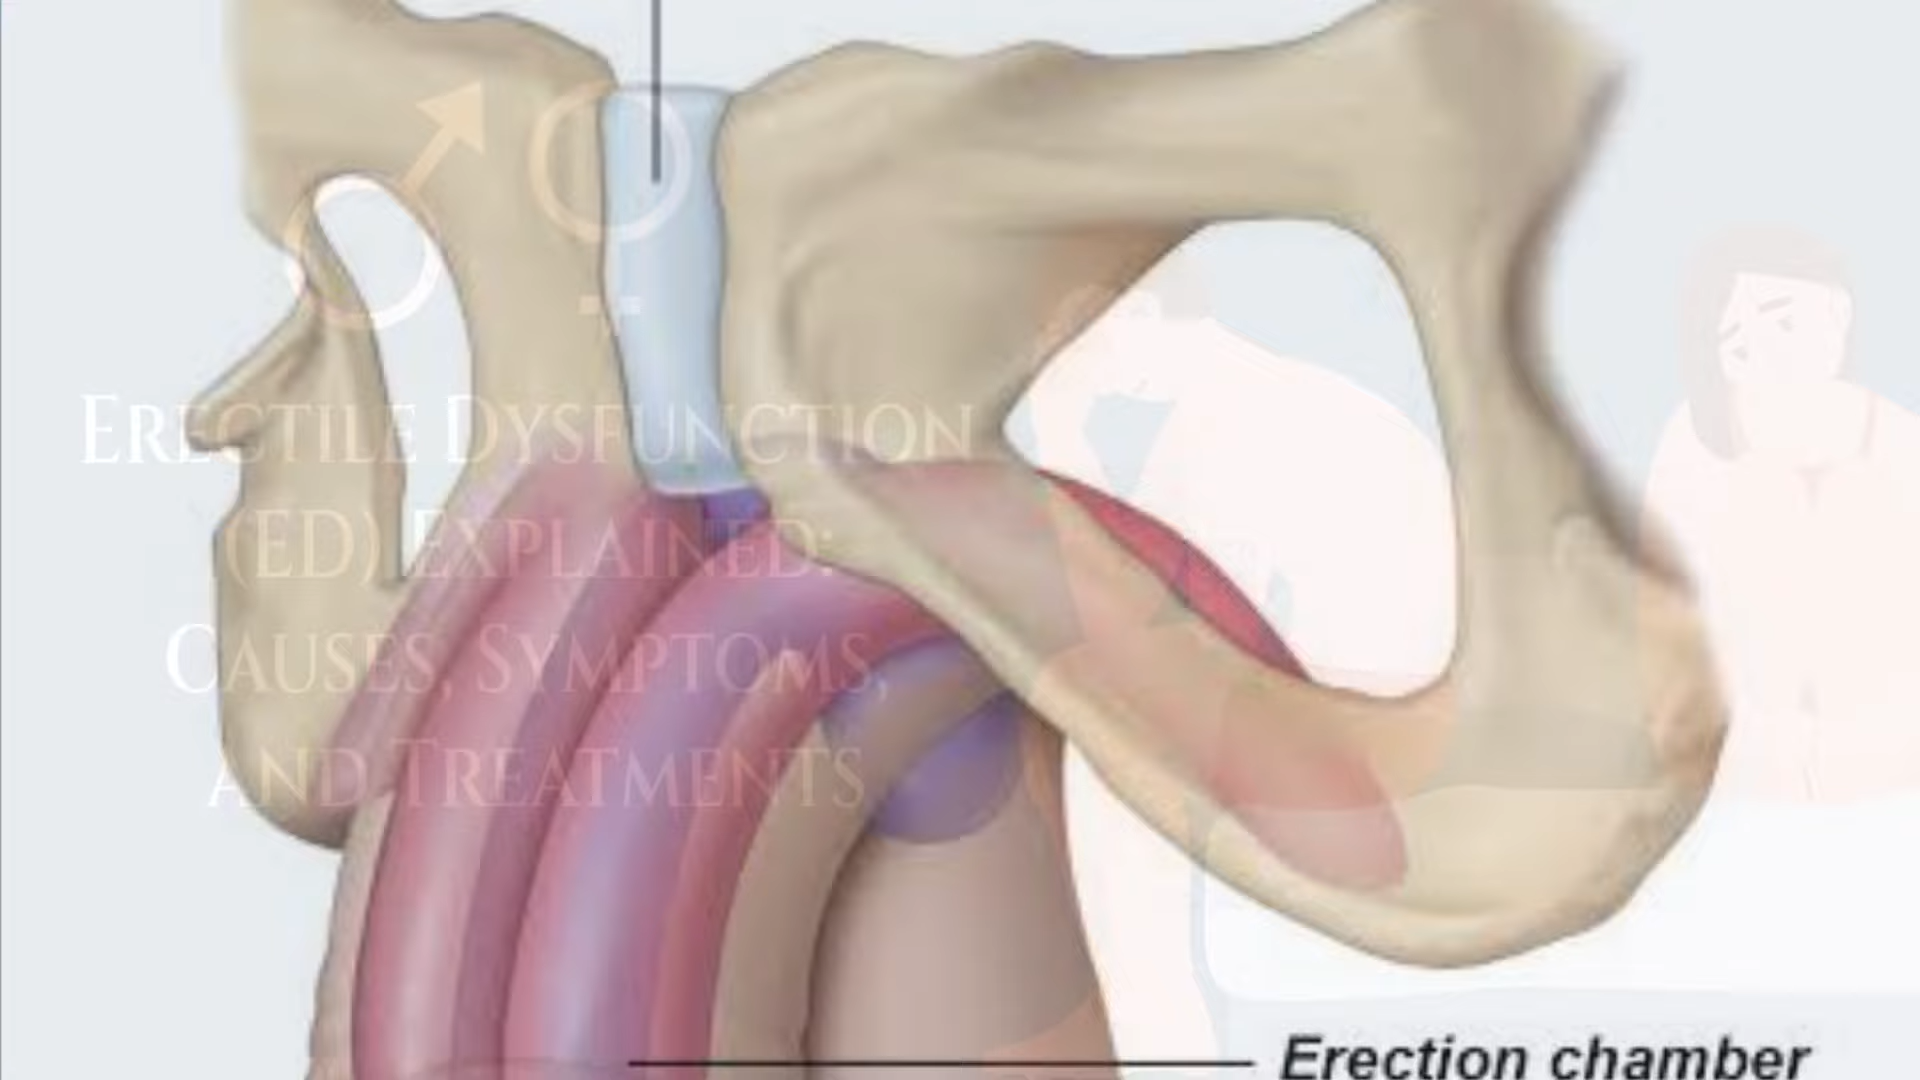 ERECTILE DYSFUNCTION
(ED) EXPLAINED:
CAUSES, SYMPTOMS,
AND TREATMENTS
Erection chamber